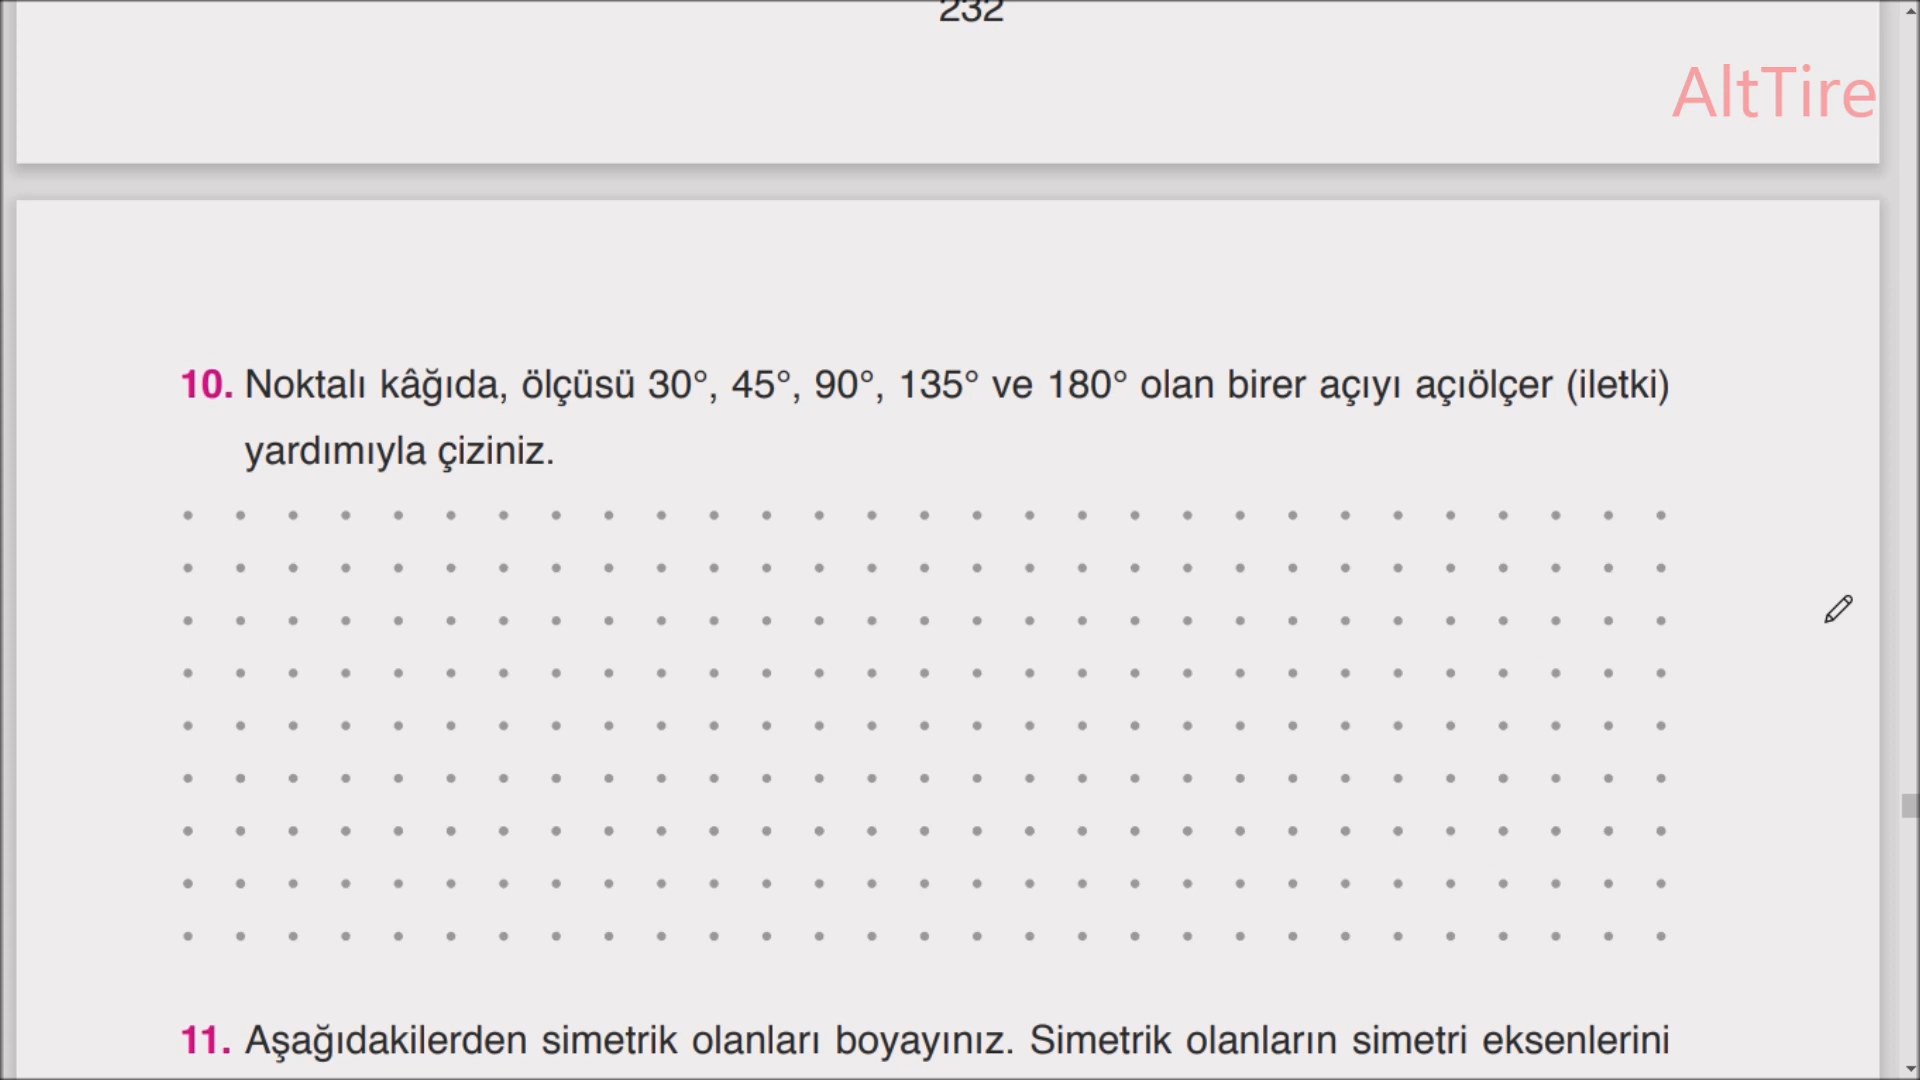 232
AltTire
10. Noktalı kâğıda, ölçüsü 30°, 45°, 90°, 135° ve 180° olan birer açıyı açıölçer (iletki)
yardımıyla çiziniz.
11. Aşağıdakilerden simetrik olanları boyayınız. Simetrik olanların simetri eksenlerini